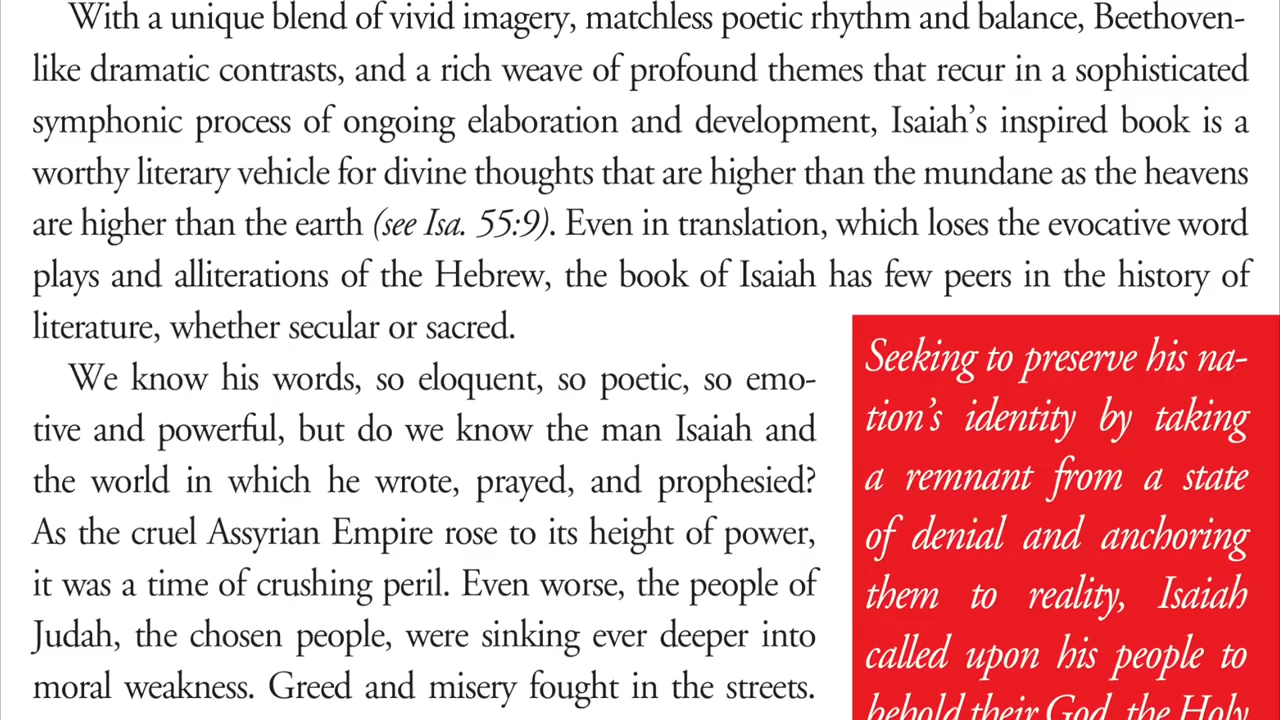 With a unique blend of vivid imagery, matchless poetic rhythm and balance, Beethoven-
like dramatic contrasts, and a rich weave of profound themes that recur in a sophisticated
symphonic process of ongoing elaboration and development, Isaiah’s inspired book is a
worthy literary vehicle for divine thoughts that are higher than the mundane as the heavens
are higher than the earth (see Isa. 55:9). Even in translation, which loses the evocative word
plays and alliterations of the Hebrew, the book of Isaiah has few peers in the history of
literature, whether secular or sacred.
We know his words, so eloquent, so poetic, so emo-
tive and powerful, but do we know the man Isaiah and
the world in which he wrote, prayed, and prophesied?
As the cruel Assyrian Empire rose to its height of power,
it was a time of crushing peril. Even worse, the people of
Judah, the chosen people, were sinking ever deeper into
moral weakness. Greed and misery fought in the streets.
Seeking to preserve his na-
tion’s identity by taking
a remnant from a state
of denial and anchoring
them to reality, Isaiah
called upon his people to
behold their God, the Holy